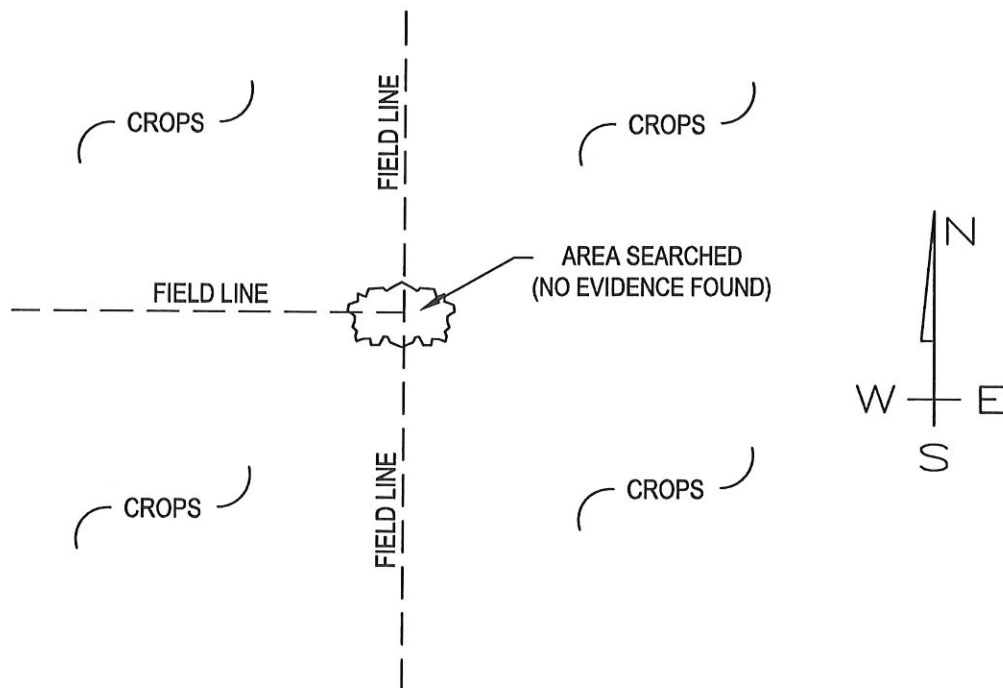 CROPS
CROPS
FIELD LINE
AREA SEARCHED
(NO EVIDENCE FOUND)
FIELD LINE
N
W
E
S
FIELD LINE
CROPS
CROPS